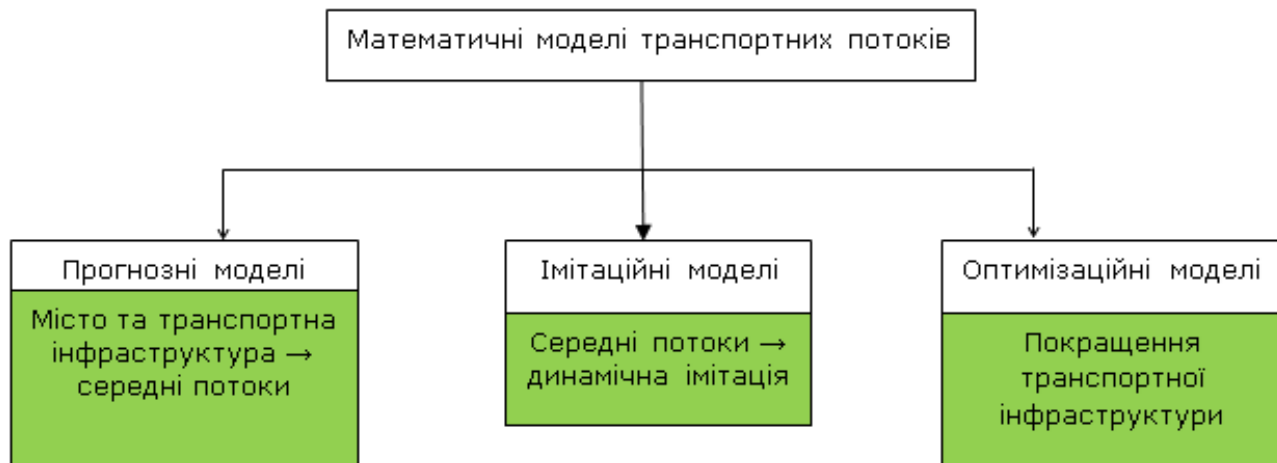 Математичні моделі транспортних потоків
Прогнозні моделі
Місто та транспортна
інфраструктура →
середні потоки
Імітаційні моделі
Середні потоки →
динамічна імітація
Оптимізаційні моделі
Покращення
транспортної
інфраструктури